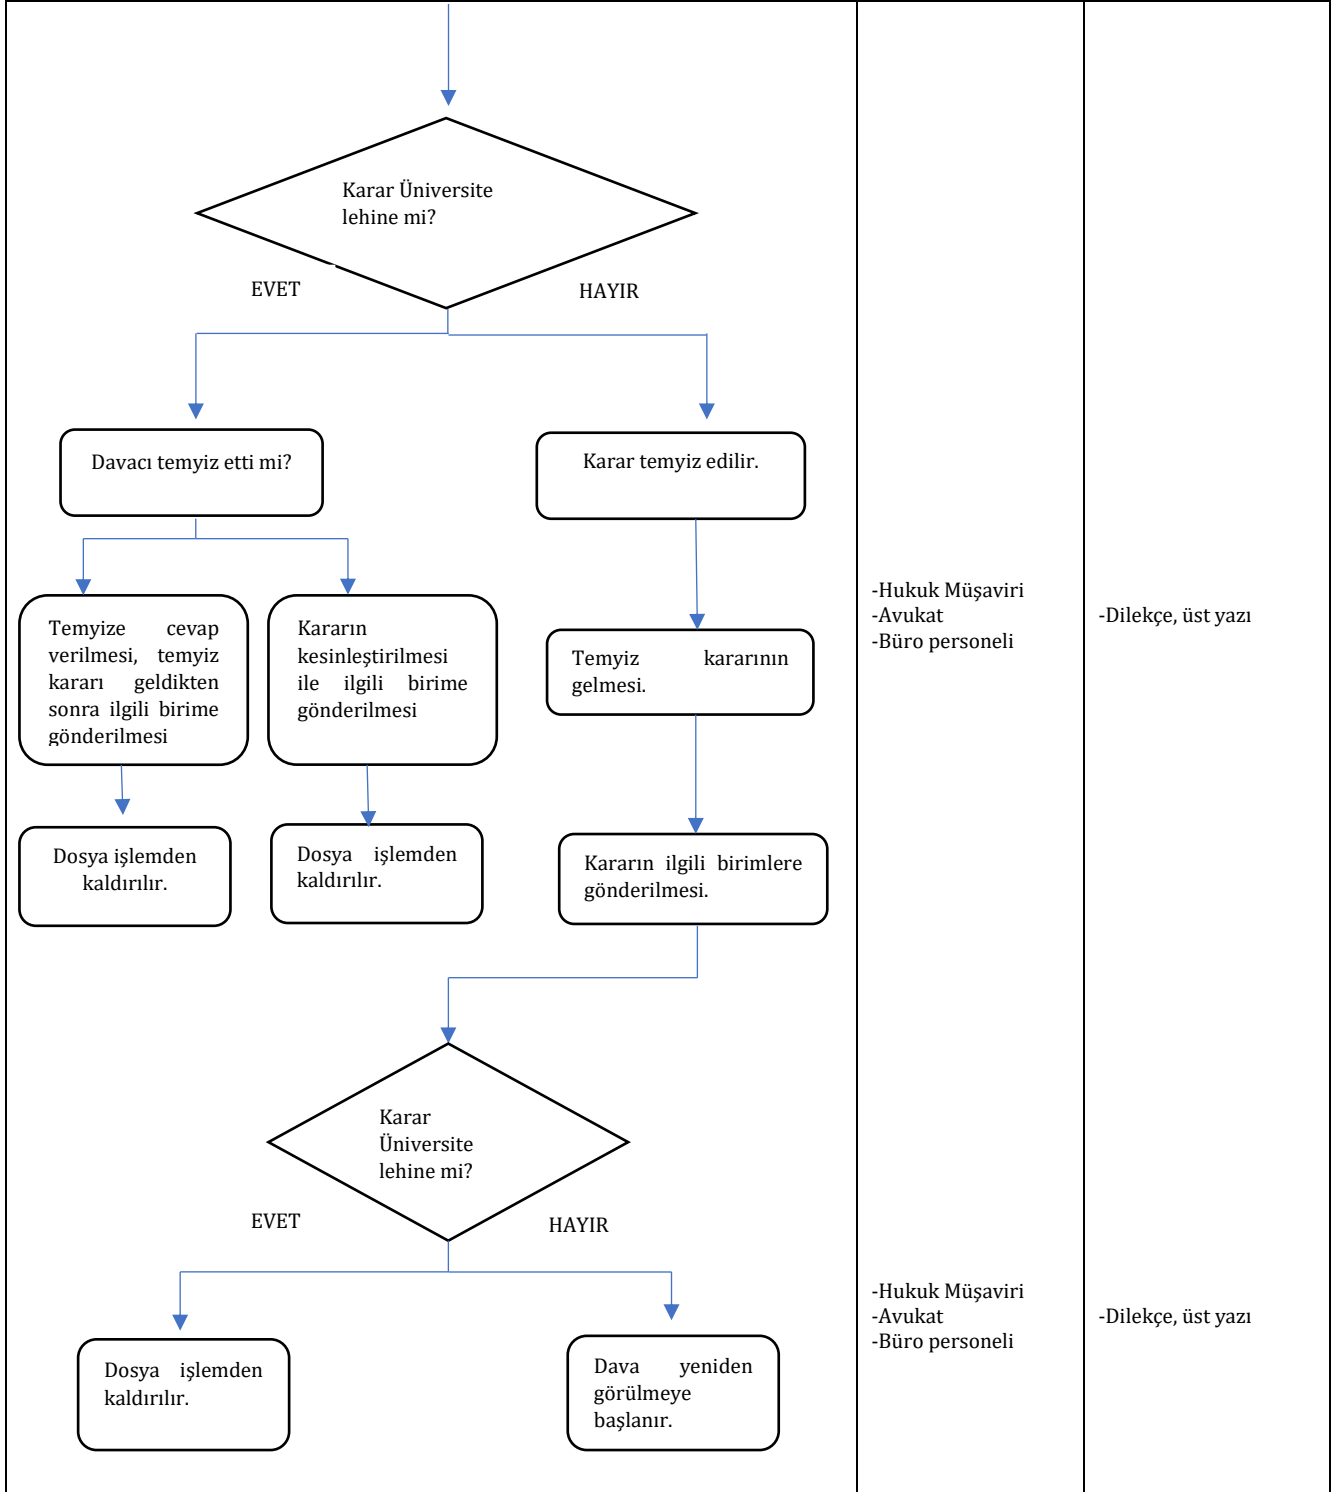 Karar Üniversite
lehine mi?
EVET
HAYIR
Davacı temyiz etti mi?
Karar temyiz edilir.
Temyize cevap
verilmesi, temyiz
kararı geldikten
sonra ilgili birime
gönderilmesi
Kararın
kesinleştirilmesi
ile ilgili birime
gönderilmesi
Temyiz kararının
gelmesi.
-Hukuk Müşaviri
-Avukat
-Büro personeli
-Dilekçe, üst yazı
Dosya işlemden
kaldırılır.
Dosya işlemden
kaldırılır.
Kararın ilgili birimlere
gönderilmesi.
Karar
Üniversite
lehine mi?
EVET
HAYIR
Dosya işlemden
kaldırılır.
Dava yeniden
görülmeye
başlanır.
-Hukuk Müşaviri
-Avukat
-Büro personeli
-Dilekçe, üst yazı